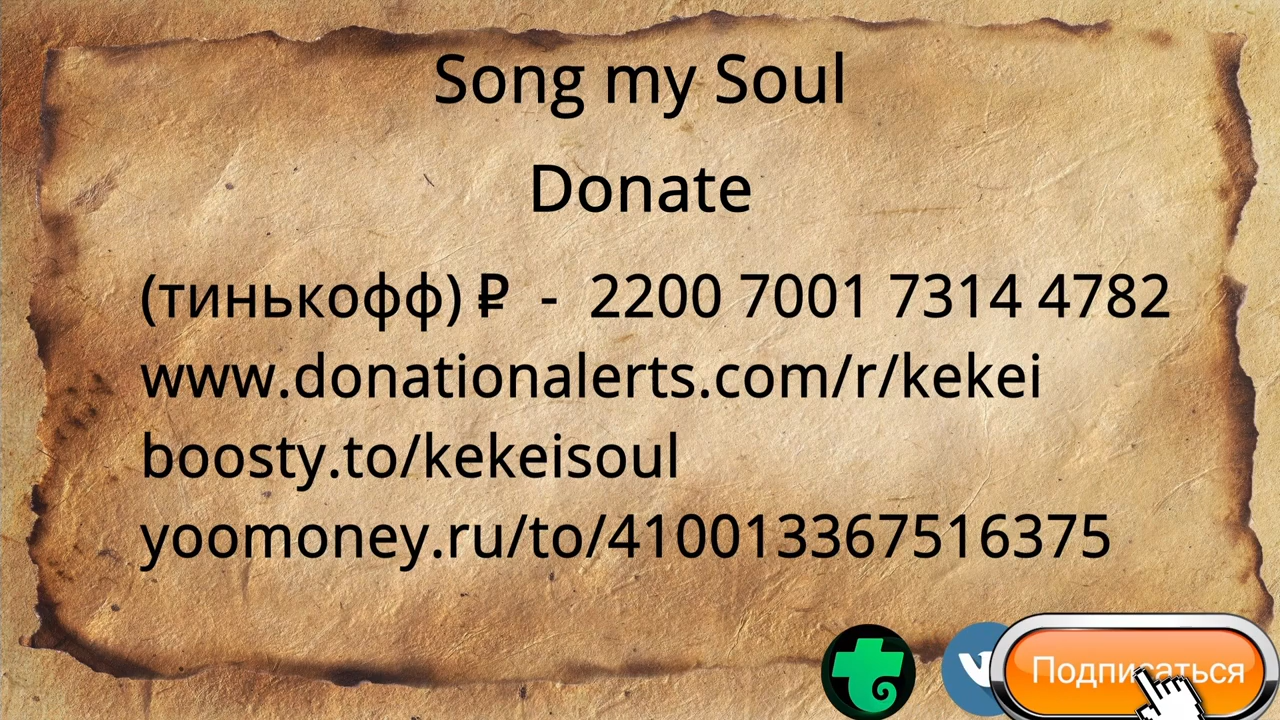 Song my Soul
Donate
(тинькофф) ₽ - 2200 7001 7314 4782
www.donationalerts.com/r/kekei
boosty.to/kekeisoul
yoomoney.ru/to/410013367516375
Подписаться